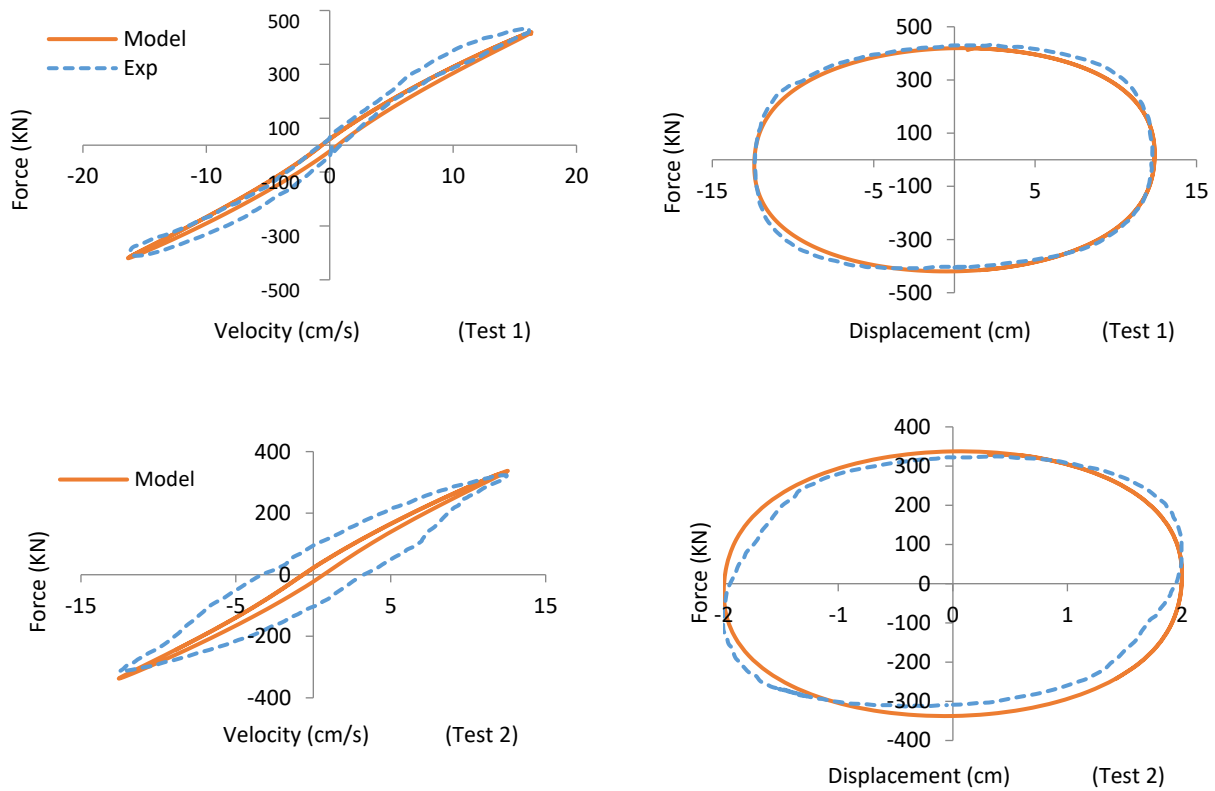 Model
Exp
500
300
100
-100
-300
-500
-20
-10
0
10
20
Force (KN)
Velocity (cm/s)
(Test 1)
500
300
100
-100
-300
-500
-15
-5
5
15
Force (KN)
Displacement (cm)
(Test 1)
Model
400
200
0
-200
-400
-15
-5
5
15
Force (KN)
Velocity (cm/s)
(Test 2)
400
300
200
100
0
-100
-200
-300
-400
-2
-1
0
1
2
Force (KN)
Displacement (cm)
(Test 2)